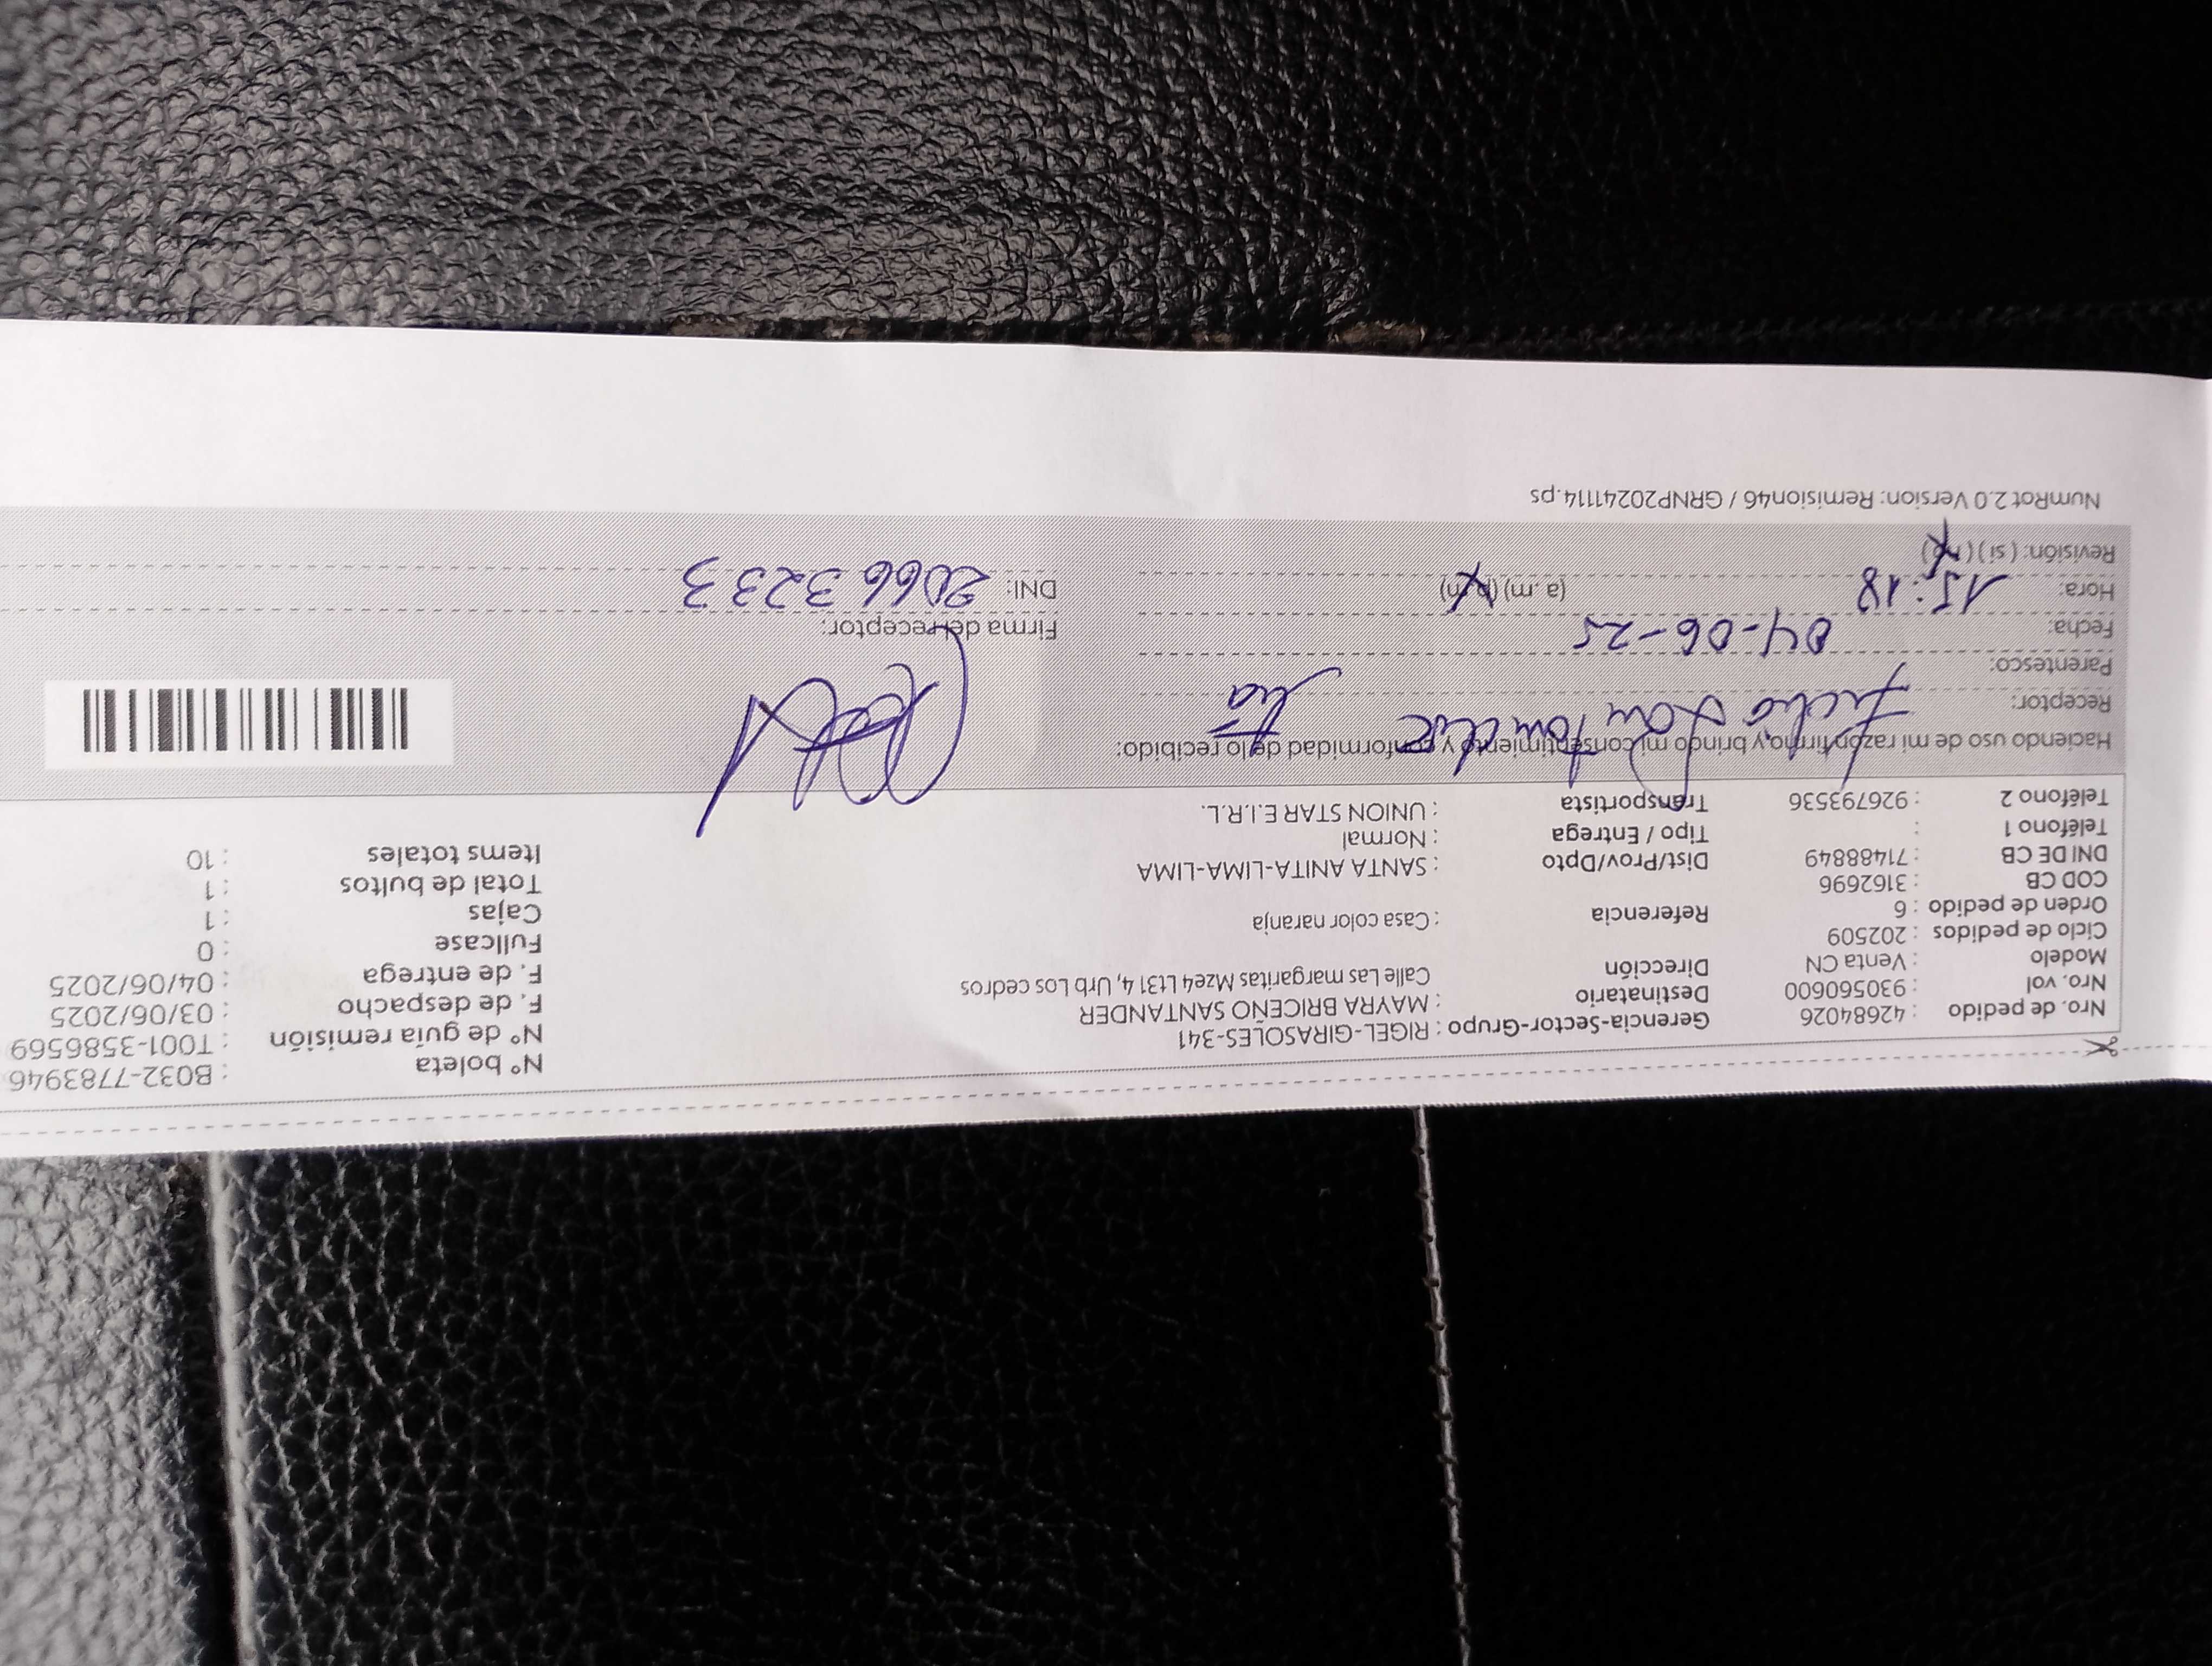 Nro. de pedido : 42684026 Gerencia-Sector-Grupo : RIGEL-GIRASOLES-341 N° boleta : B032-7783946
Nro. vol : 930560600 Destinatario : MAYRA BRICEÑO SANTANDER N° de guía remisión : T001-3586569
Modelo : Venta CN Dirección Calle Las margaritas Mze4 Lt31 4, Urb Los cedros F. de despacho : 03/06/2025
Ciclo de pedidos : 202509 F. de entrega : 04/06/2025
Orden de pedido : 6 Referencia : Casa color naranja Fullcase : 0
COD CB : 3162696 Cajas : 1
DNI DE CB : 71488849 Dist/Prov/Dpto : SANTA ANITA-LIMA-LIMA Total de bultos : 1
Teléfono 1 : Tipo / Entrega : Normal Items totales : 10
Teléfono 2 : 926793536 Transportista : UNION STAR E.I.R.L.
Haciendo uso de mi razón firmo y brindo mi consentimiento y conformidad de lo recibido:
Receptor:
Parentesco:
Fecha: 04-06-25 Firma del receptor:
Hora: 15:18 (a.m) (p.m) DNI: 20663233
Revisión: (si) (no)
NumRot 2.0 Version: Remision46 / GRNP20241114.ps